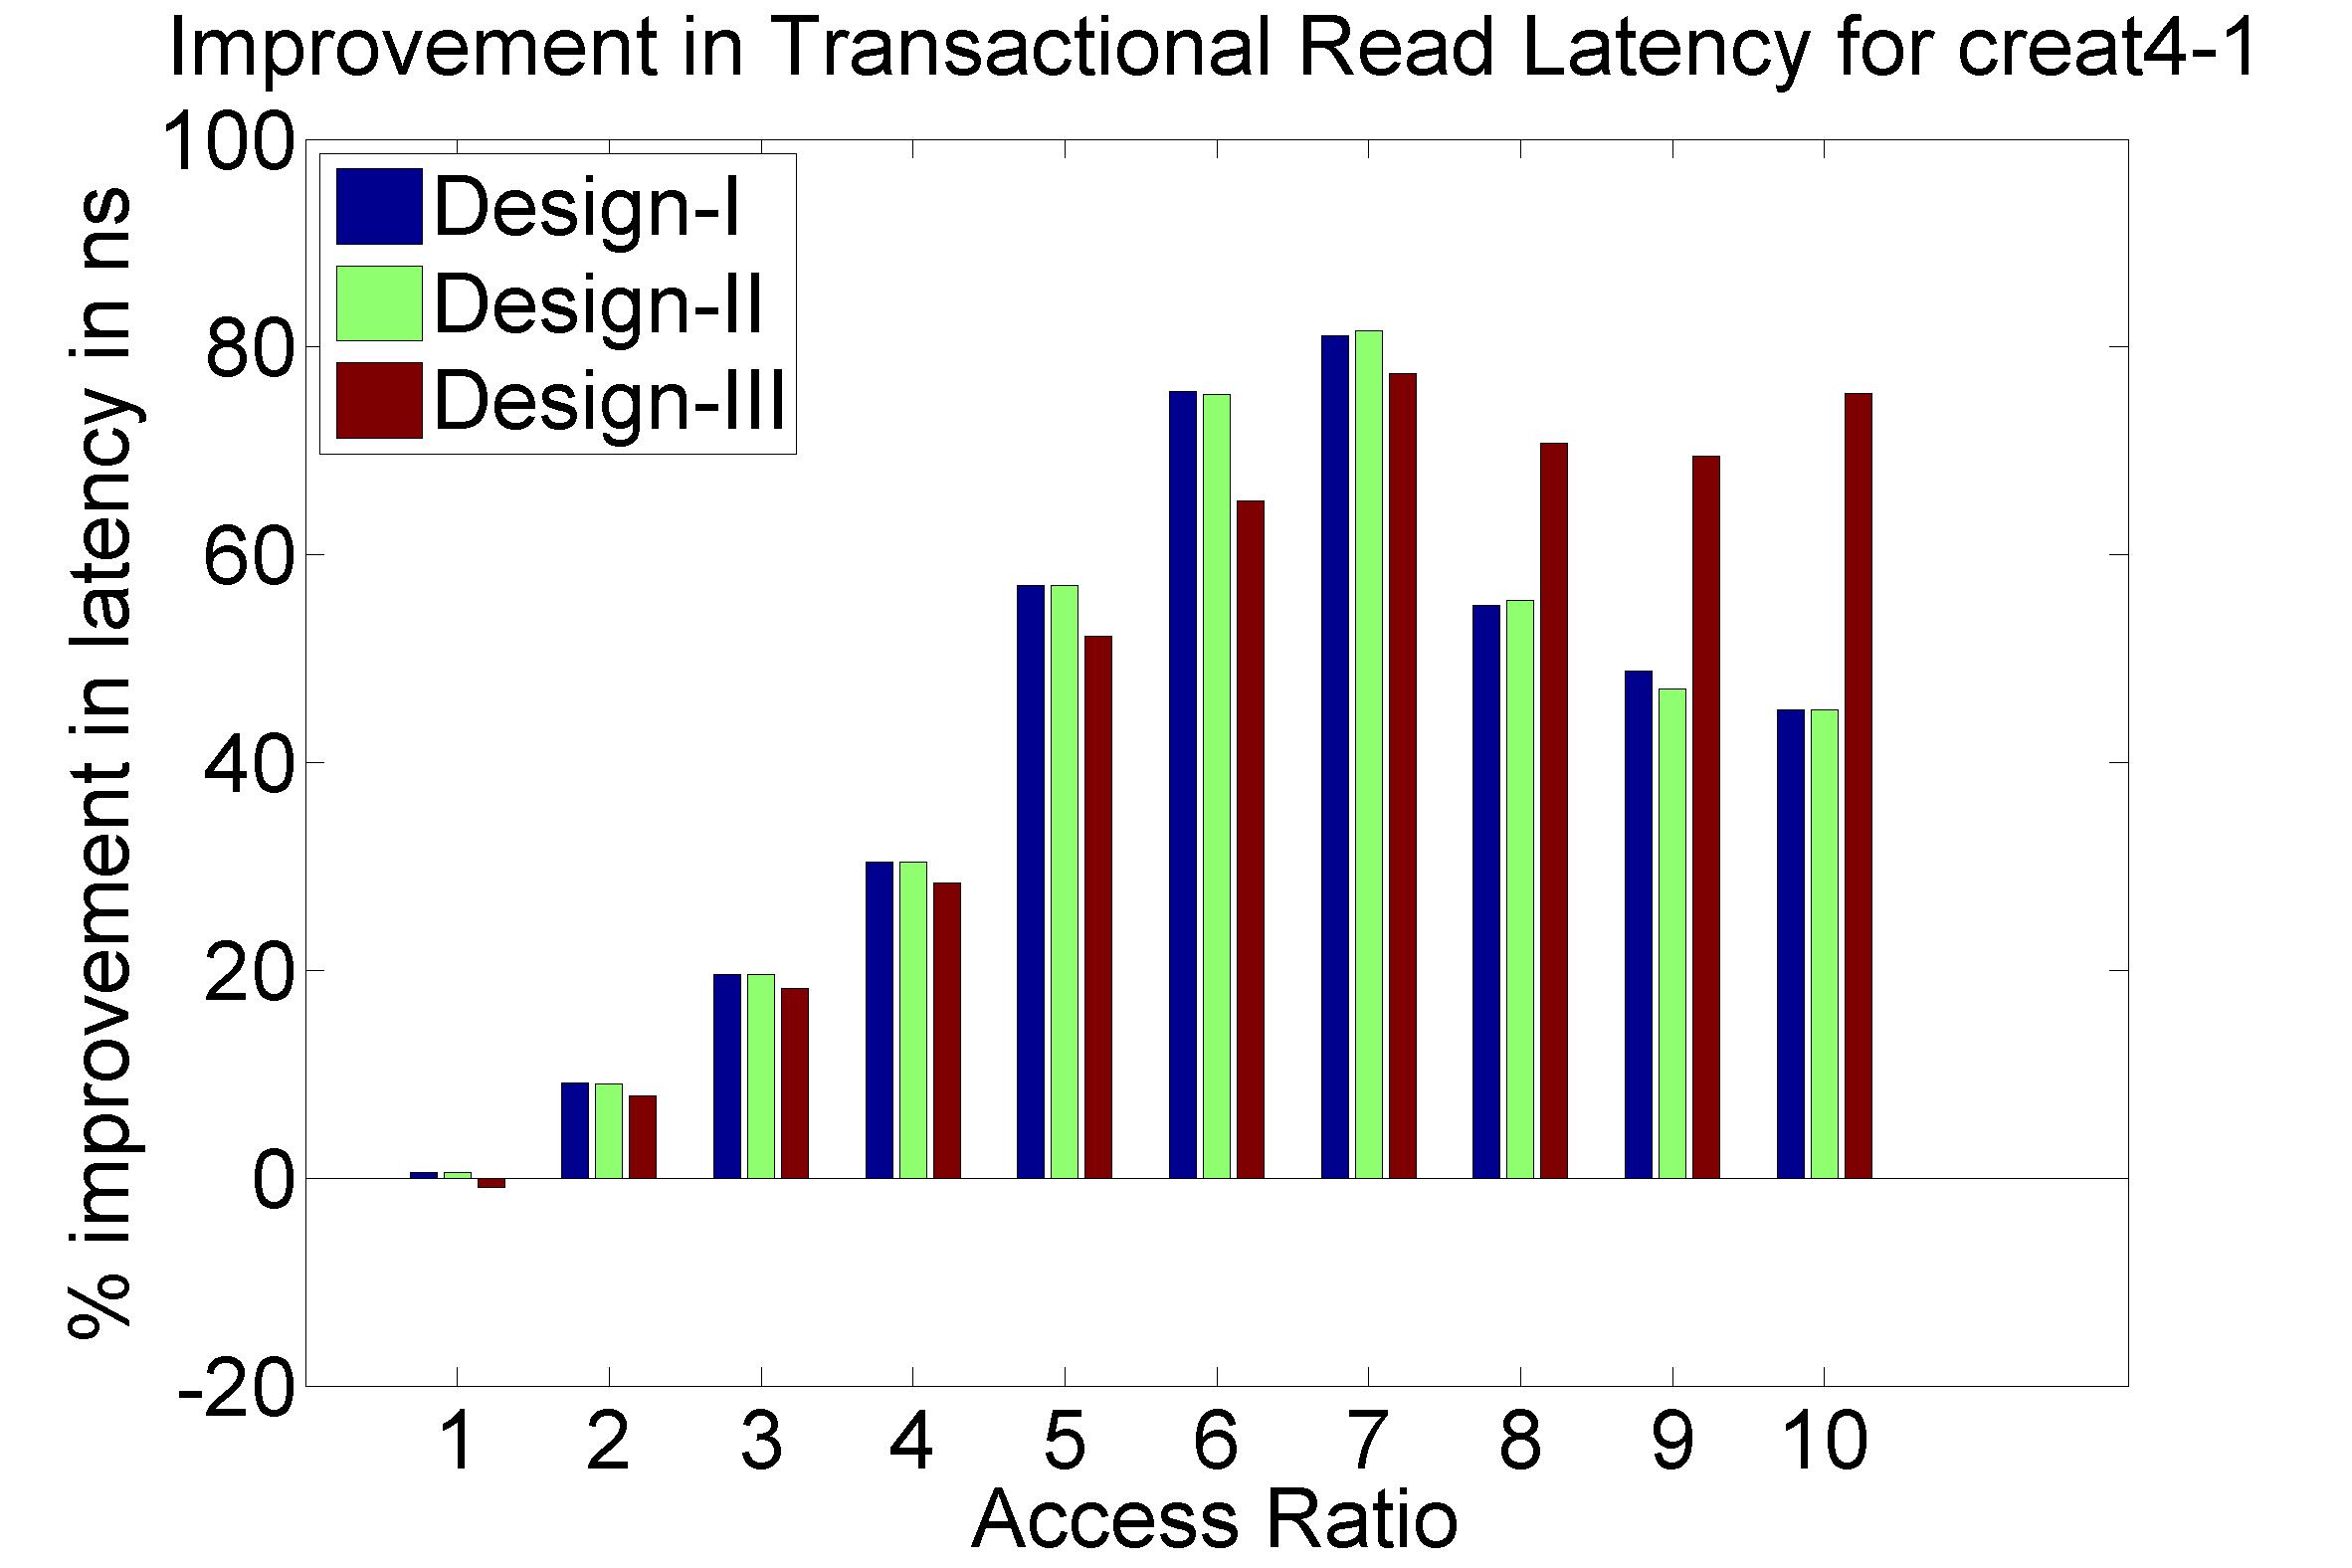 Improvement in Transactional Read Latency for creat4-1
% improvement in latency in ns
100
80
60
40
20
0
-20
Design-I
Design-II
Design-III
1 2 3 4 5 6 7 8 9 10
Access Ratio